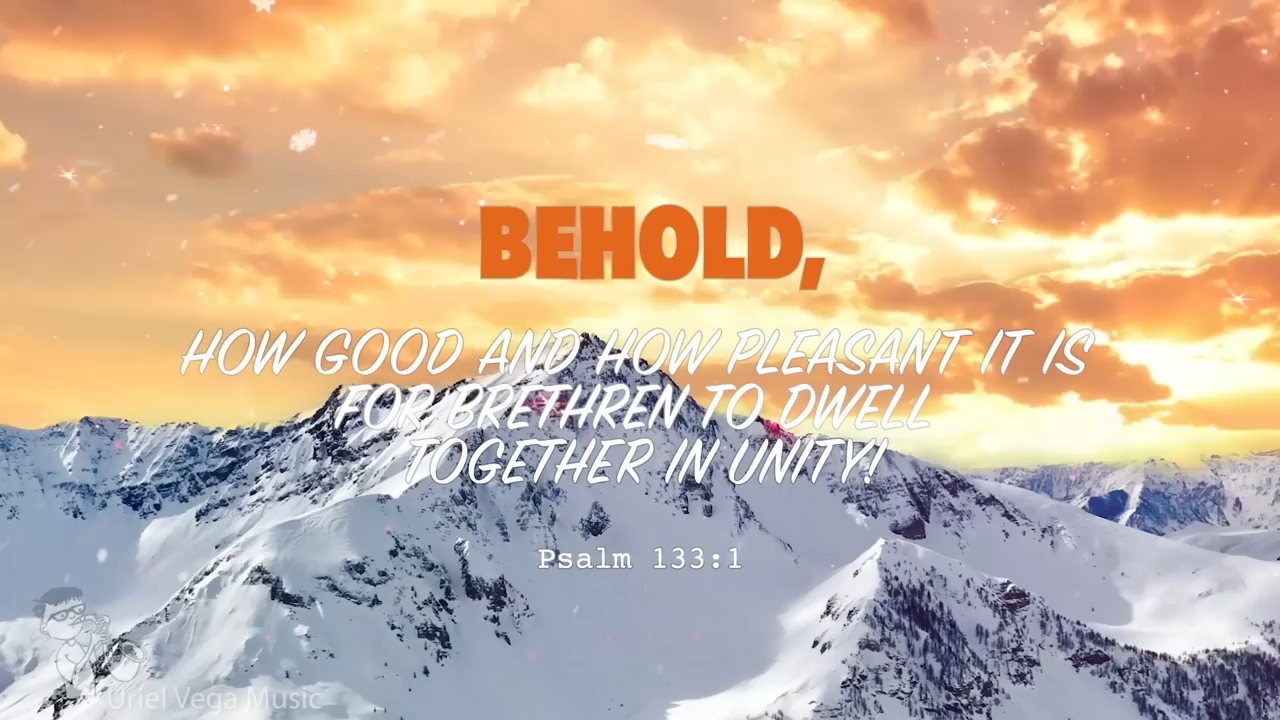 BEHOLD,
HOW GOOD AND HOW PLEASANT IT IS
FOR BRETHREN TO DWELL
TOGETHER IN UNITY!
Psalm 133:1
Uriel Vega Music